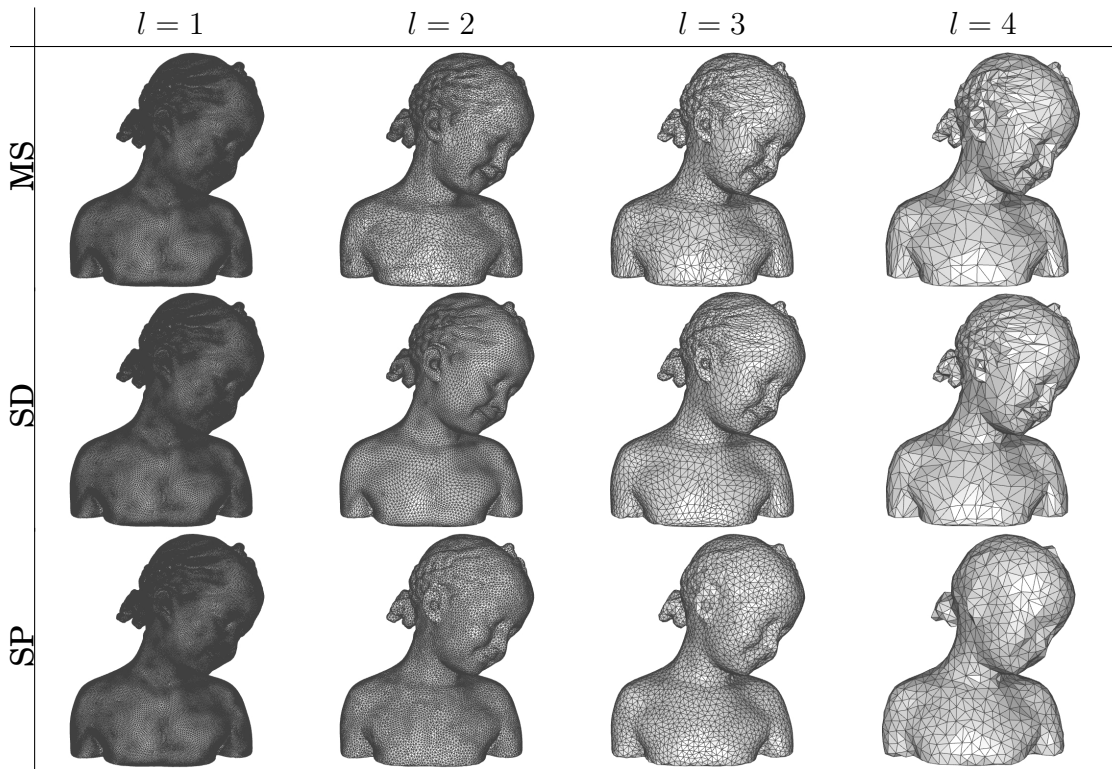 l = 1 l = 2 l = 3 l = 4
MS
SD
SP